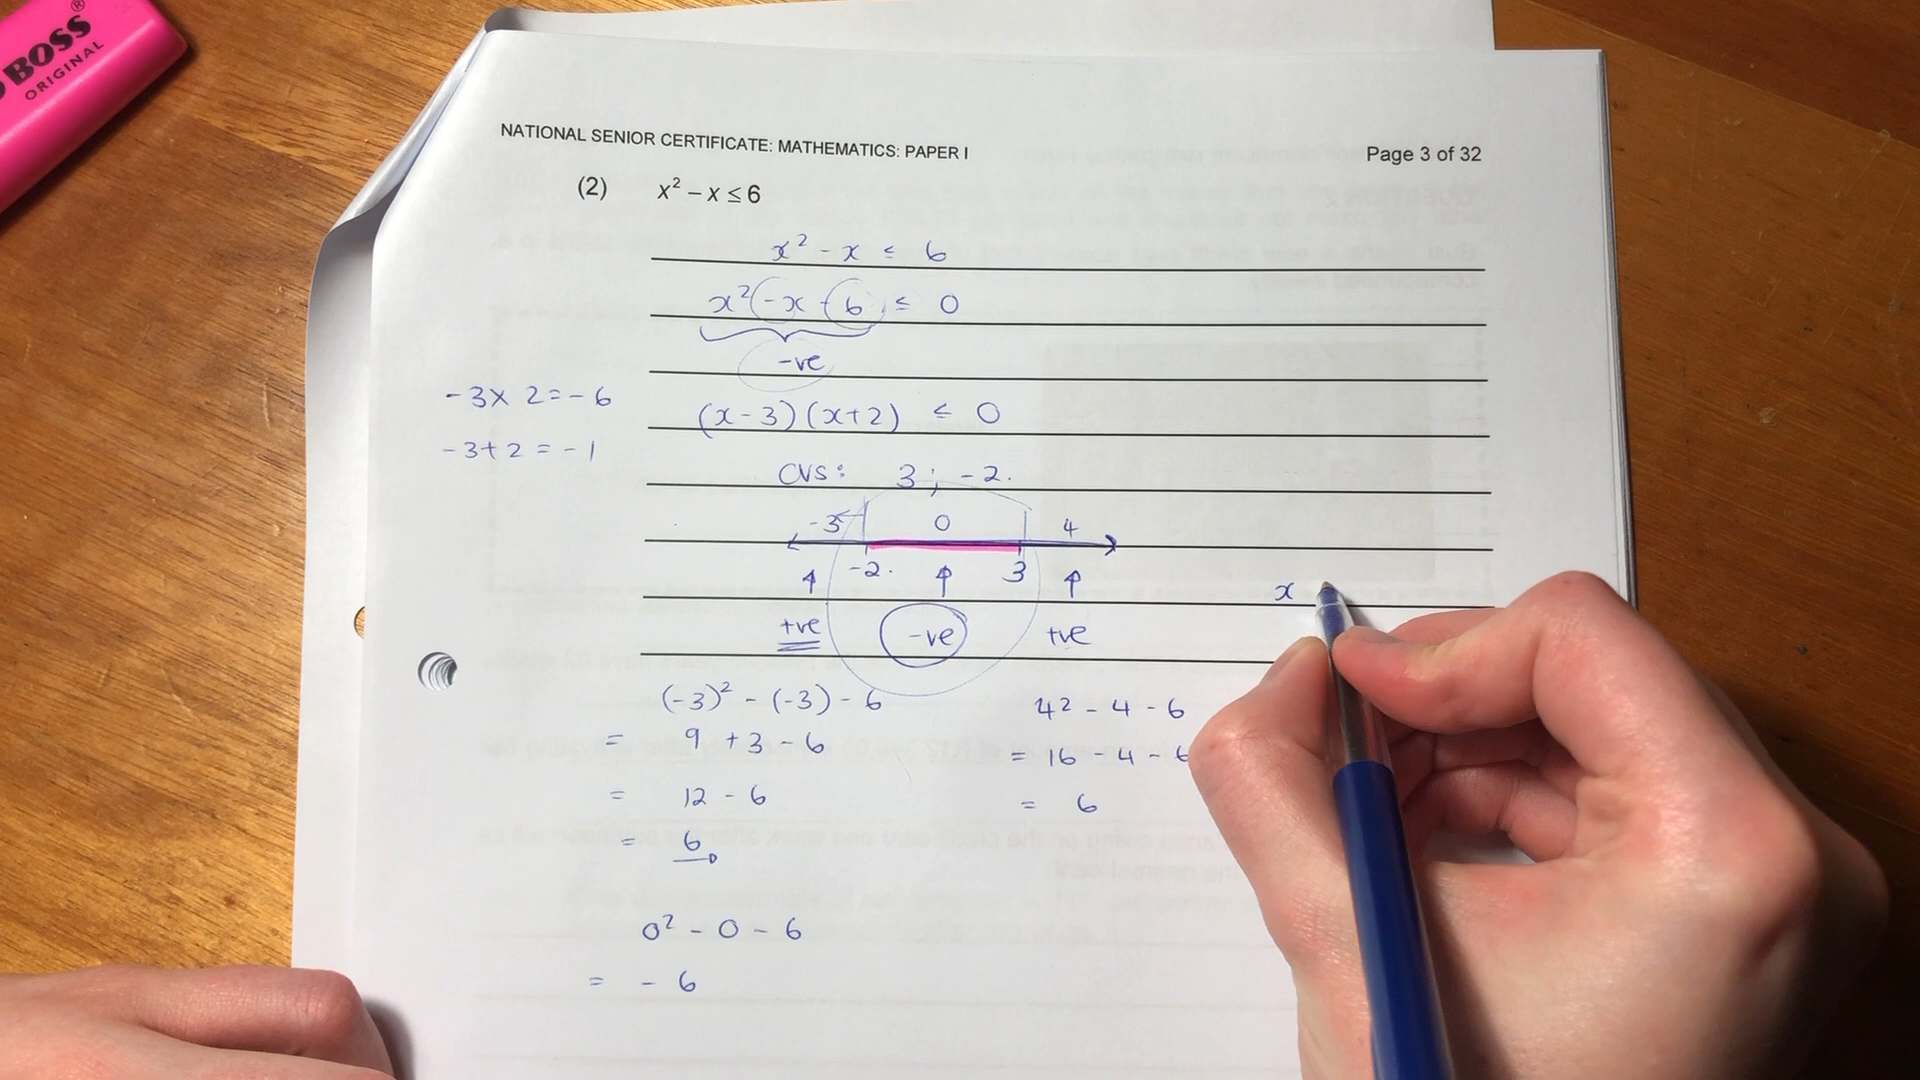 BOSS®
ORIGINAL
NATIONAL SENIOR CERTIFICATE: MATHEMATICS: PAPER I
Page 3 of 32
(2) x² – x ≤ 6
x² - x ≤ 6
x² - x - 6 ≤ 0
-ve
-3 x 2 = - 6
-3 + 2 = - 1
(x - 3)(x + 2) ≤ 0
CVS: 3 ; -2.
-3 0 4
-2. 3
+ve -ve +ve
(-3)² - (-3) - 6
= 9 + 3 - 6
= 12 - 6
= 6
4² - 4 - 6
= 16 - 4 - 6
= 6
0² - 0 - 6
= - 6
x